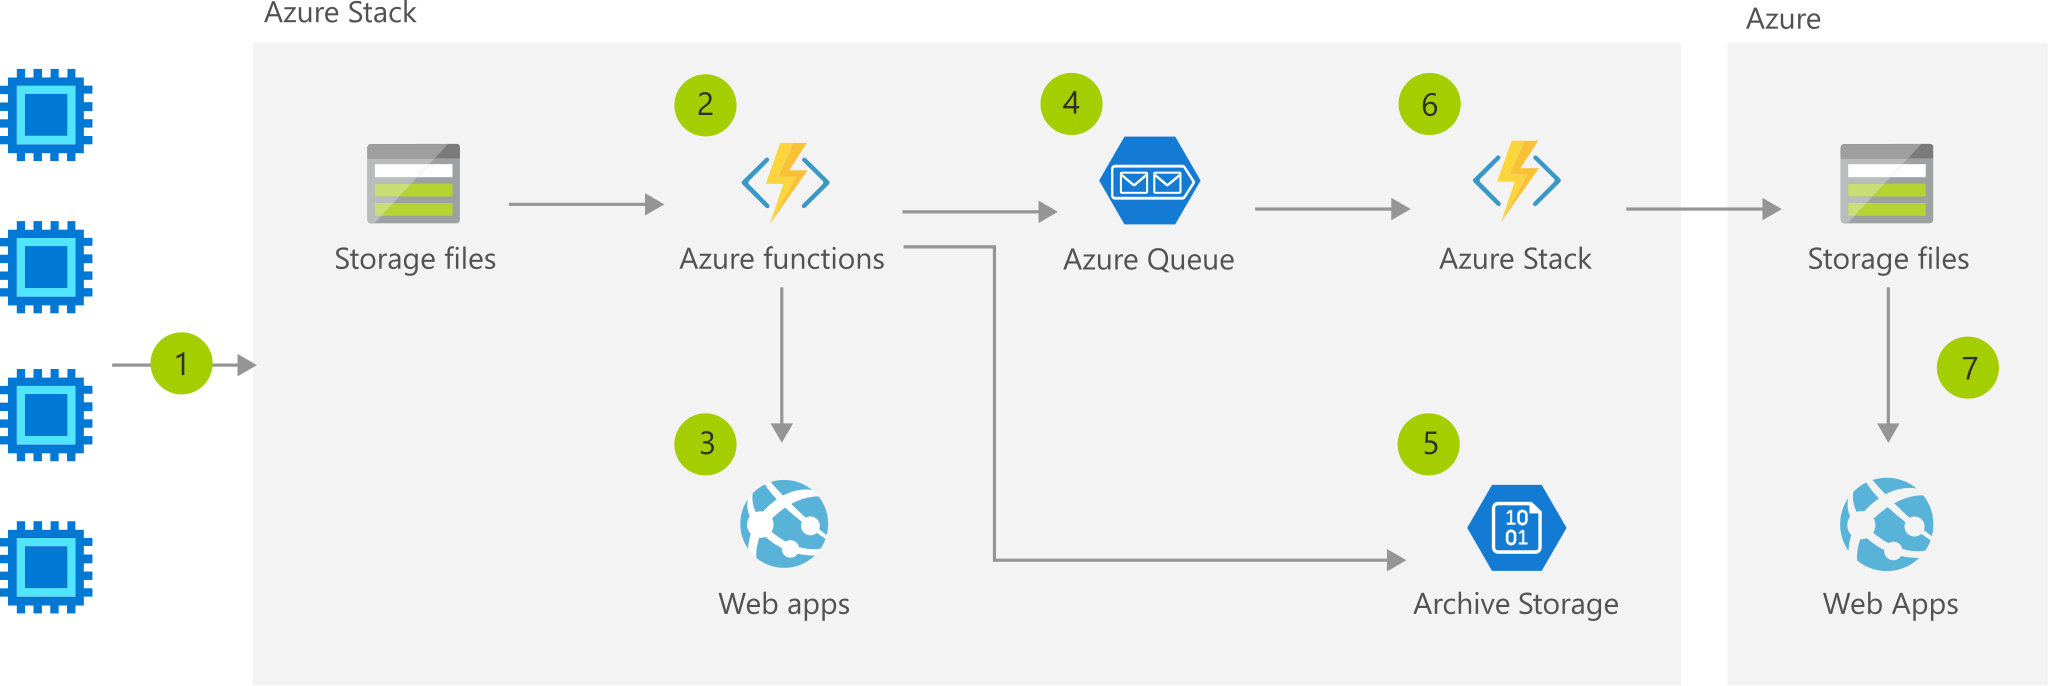 Azure Stack
Azure
2
4
6
Storage files
Azure functions
Azure Queue
Azure Stack
Storage files
1
7
3
5
10
01
Web apps
Archive Storage
Web Apps